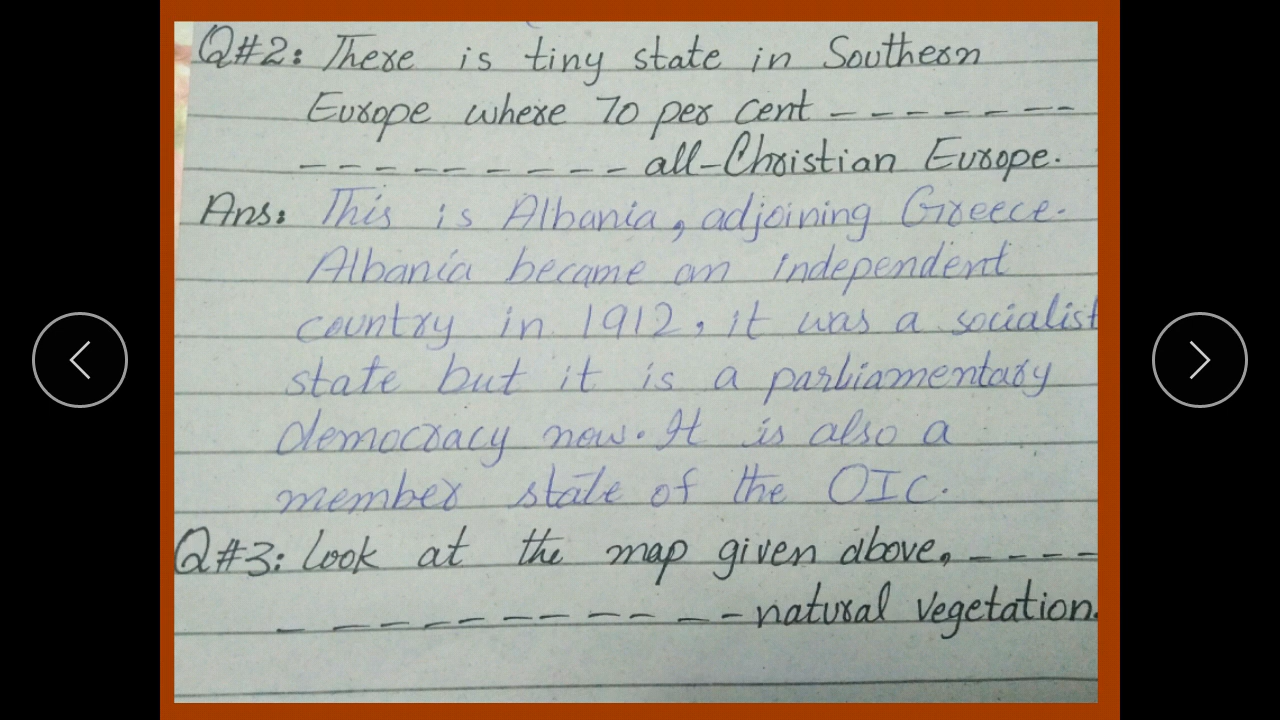 Q#2: There is tiny state in Southern
Europe where 70 per cent - - - - - - - -
- - - - - - - - - all-Christian Europe.
Ans: This is Albania, adjoining Greece.
Albania became an independent
country in 1912, it was a socialist
state but it is a parliamentary
democracy now. It is also a
member state of the OIC.
Q#3: Look at the map given above, - - - -
- - - - - - - - - - - natural vegetation.